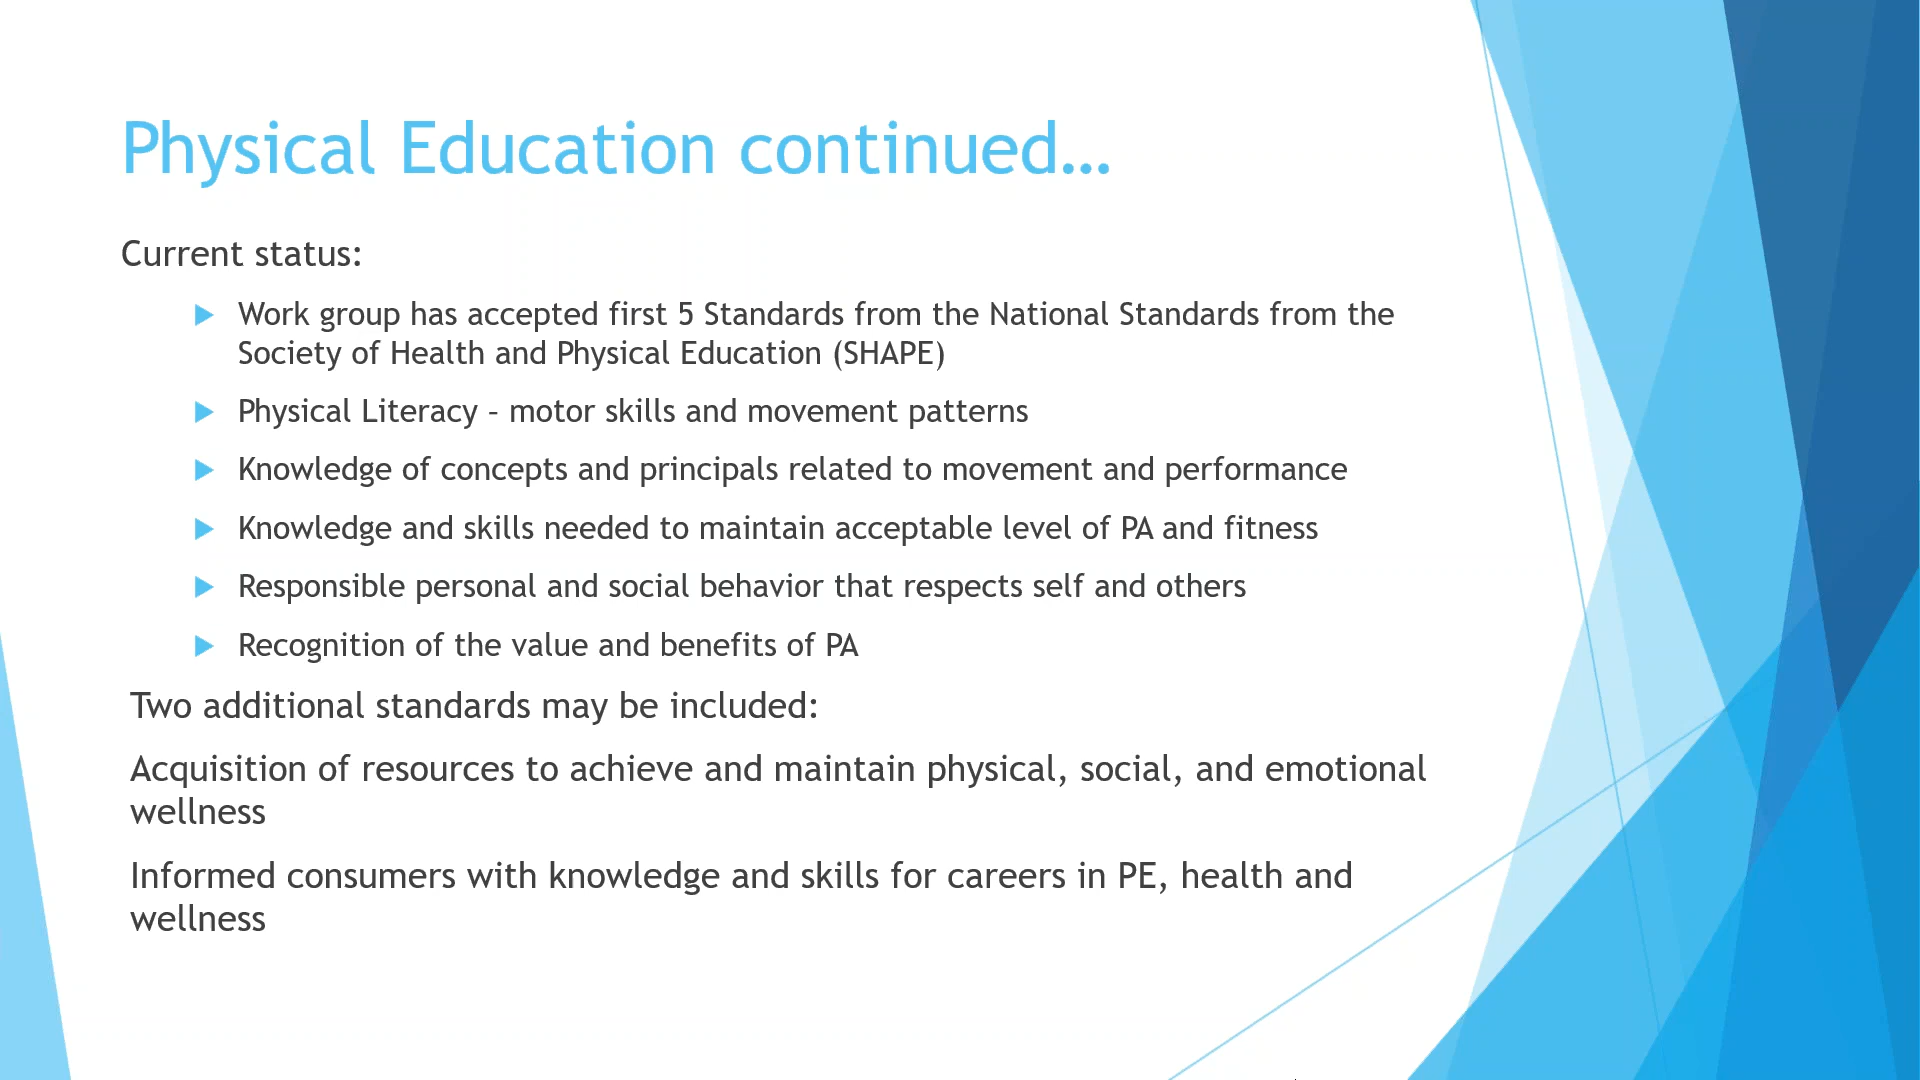 Physical Education continued…
Current status:
Work group has accepted first 5 Standards from the National Standards from the
Society of Health and Physical Education (SHAPE)
Physical Literacy – motor skills and movement patterns
Knowledge of concepts and principals related to movement and performance
Knowledge and skills needed to maintain acceptable level of PA and fitness
Responsible personal and social behavior that respects self and others
Recognition of the value and benefits of PA
Two additional standards may be included:
Acquisition of resources to achieve and maintain physical, social, and emotional
wellness
Informed consumers with knowledge and skills for careers in PE, health and
wellness